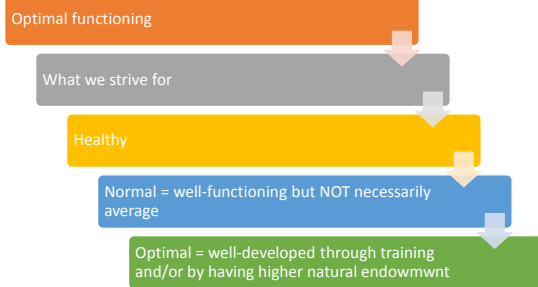 Optimal functioning
What we strive for
Healthy
Normal = well-functioning but NOT necessarily
average
Optimal = well-developed through training
and/or by having higher natural endowmwnt